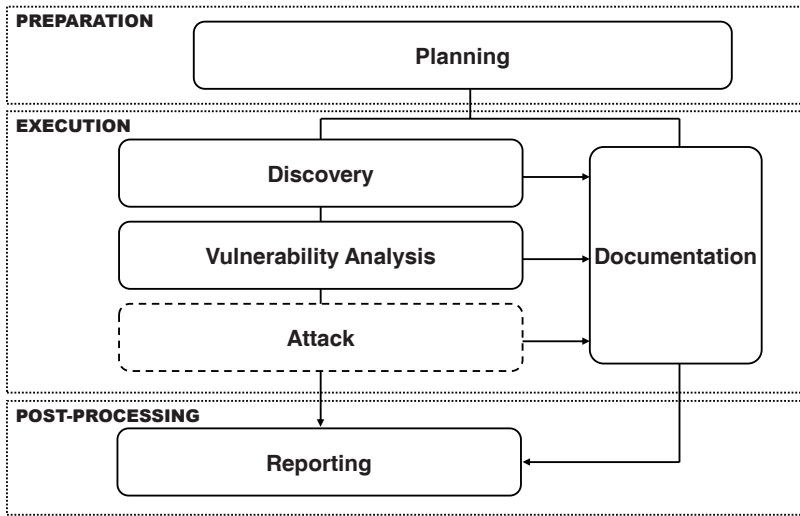 PREPARATION
Planning
EXECUTION
Discovery
Vulnerability Analysis
Documentation
Attack
POST-PROCESSING
Reporting